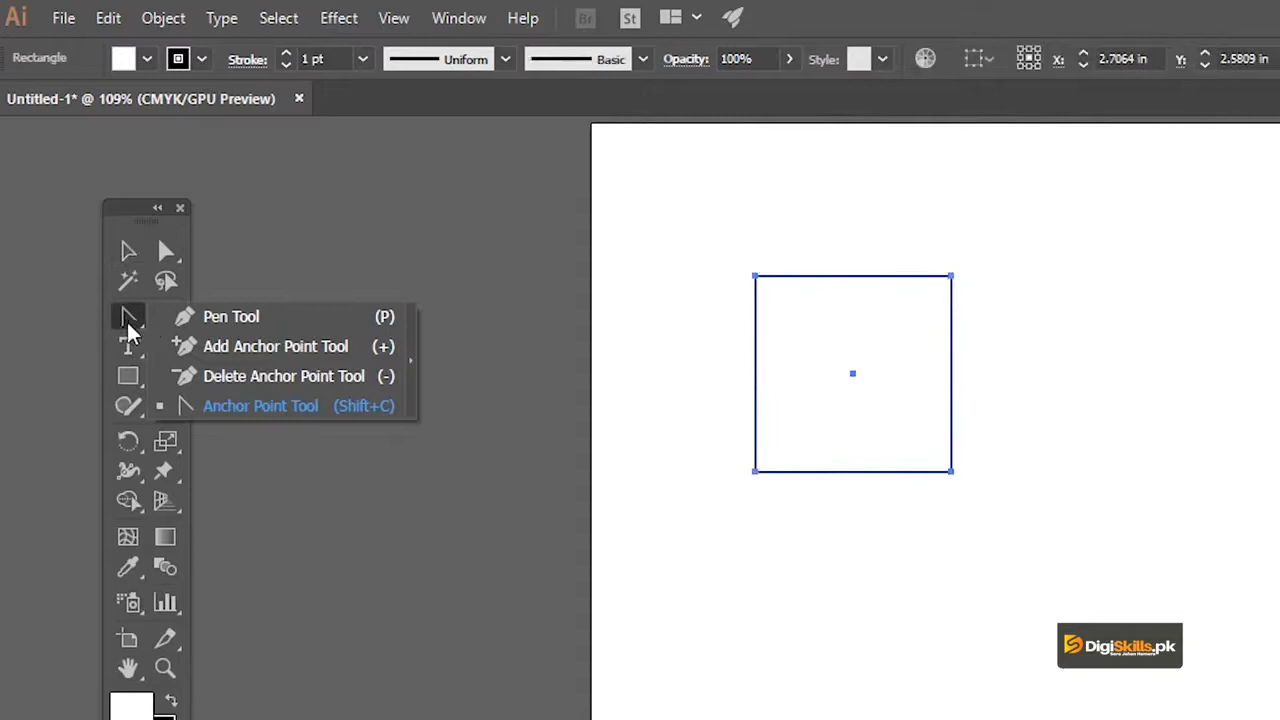 Ai File Edit Object Type Select Effect View Window Help Br St
Rectangle Stroke: 1 pt Uniform Basic Opacity: 100% Style: X: 2.7064 in Y: 2.5809 in
Untitled-1* @ 109% (CMYK/GPU Preview)
Pen Tool (P)
Add Anchor Point Tool (+)
Delete Anchor Point Tool (-)
Anchor Point Tool (Shift+C)
DigiSkills.pk